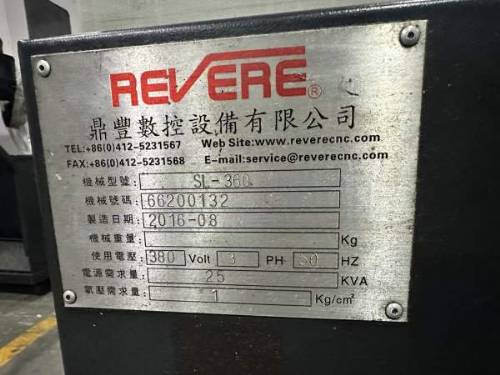 REVERE®
鼎豐數控設備有限公司
TEL:+86(0)412-5231567 Web Site:www.reverecnc.com
FAX:+86(0)412-5231568 E-mail:service@reverecnc.com
機械型號: SL-360
機械號碼: 66200132
製造日期: 2016-08
機械重量: Kg
使用電壓: 380 Volt 3 PH 50 HZ
電源需求量: 25 KVA
氣壓需求量: 1 Kg/cm²